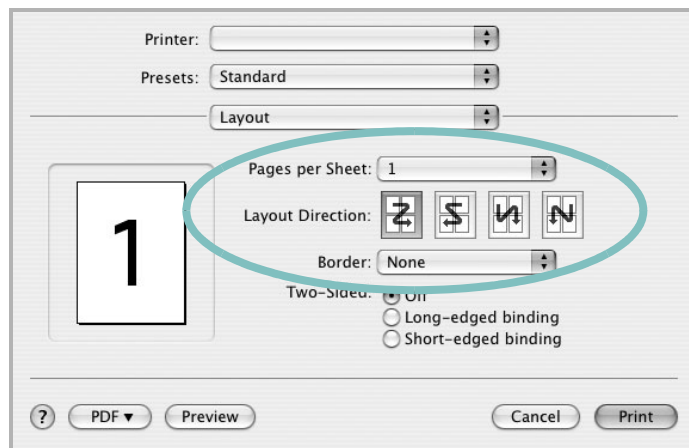 Printer:
Presets: Standard
Layout
Pages per Sheet: 1
1
Layout Direction:
Border: None
Two-Sided: Off
Long-edged binding
Short-edged binding
? PDF▼ Preview Cancel Print